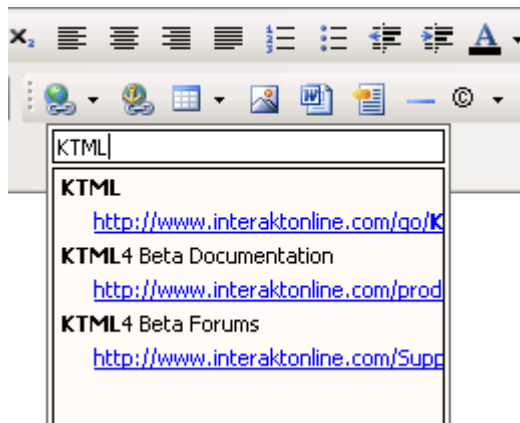 x₂ A
©
KTML
KTML
http://www.interaktonline.com/go/K
KTML4 Beta Documentation
http://www.interaktonline.com/prod
KTML4 Beta Forums
http://www.interaktonline.com/Supp